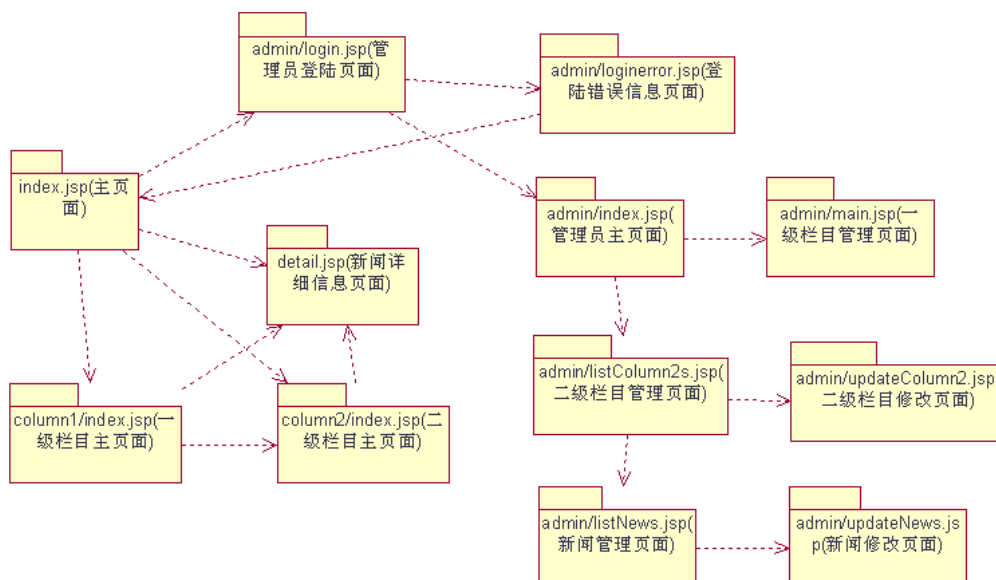 admin/login.jsp(管
理员登陆页面)
admin/loginerror.jsp(登
陆错误信息页面)
index.jsp(主页
面)
admin/index.jsp(
管理员主页面)
admin/main.jsp(一
级栏目管理页面)
detail.jsp(新闻详
细信息页面)
admin/listColumn2s.jsp(
二级栏目管理页面)
admin/updateColumn2.jsp
二级栏目修改页面)
column1/index.jsp(一
级栏目主页面)
column2/index.jsp(二
级栏目主页面)
admin/listNews.jsp(
新闻管理页面)
admin/updateNews.js
p(新闻修改页面)